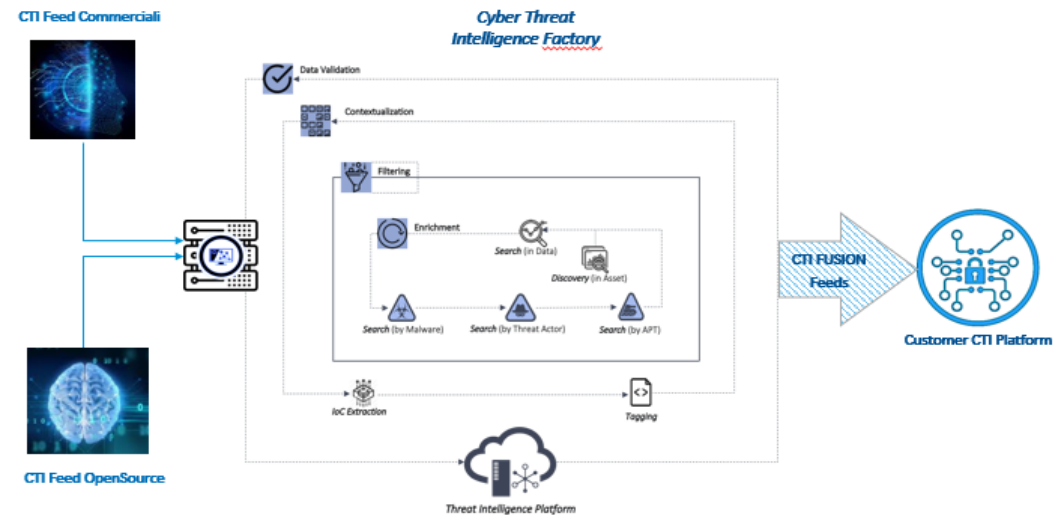 CTI Feed Commerciali
Cyber Threat
Intelligence Factory
Data Validation
Contextualization
Filtering
Enrichment
Search (in Data)
Discovery (in Asset)
Search (by Malware)
Search (by Threat Actor)
Search (by APT)
CTI FUSION
Feeds
Customer CTI Platform
IoC Extraction
Tagging
CTI Feed OpenSource
Threat Intelligence Platform